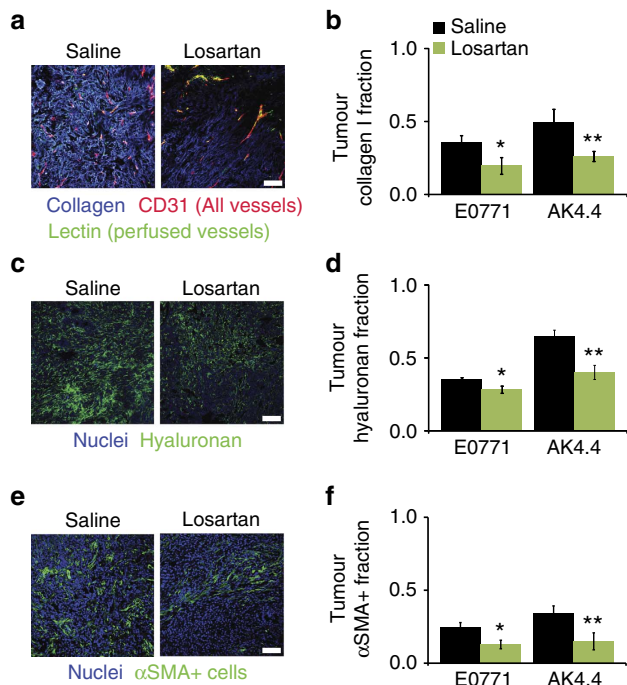 a
Saline Losartan
Collagen CD31 (All vessels)
Lectin (perfused vessels)
b
Saline
Losartan
Tumour
collagen I fraction
1.0
0.5
0.0
* **
E0771 AK4.4
c
Saline Losartan
Nuclei Hyaluronan
d
Tumour
hyaluronan fraction
1.0
0.5
0.0
* **
E0771 AK4.4
e
Saline Losartan
Nuclei αSMA+ cells
f
Tumour
αSMA+ fraction
1.0
0.5
0.0
* **
E0771 AK4.4